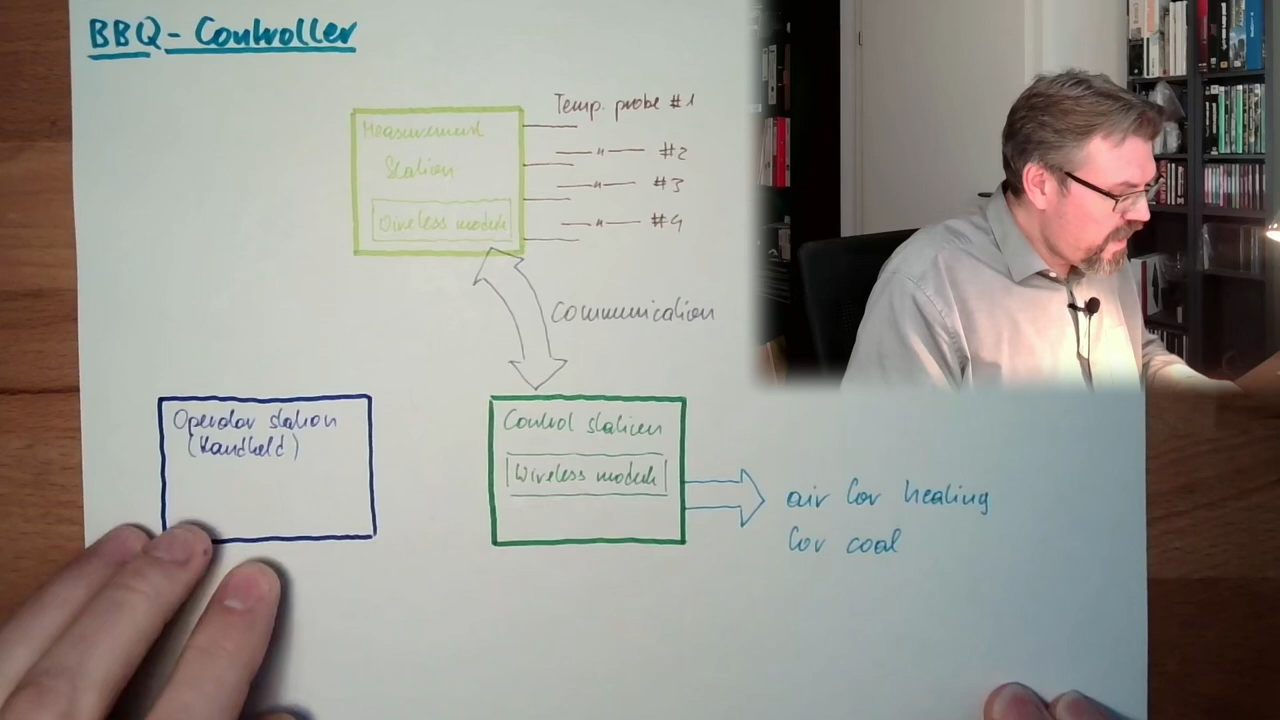 BBQ - Controller
Temp. probe #1
Measurement
Station
Wireless module
—"— #2
—"— #3
—"— #4
Communication
Operator station
(Handheld)
Control station
Wireless module
air for heating
for coal